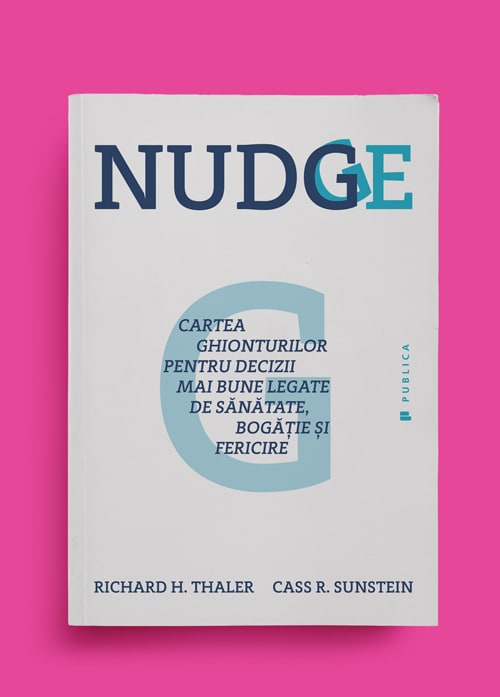 NUDGE
G
CARTEA
GHIONTURILOR
PENTRU DECIZII
MAI BUNE LEGATE
DE SĂNĂTATE,
BOGĂȚIE ȘI
FERICIRE
PUBLICA
RICHARD H. THALER CASS R. SUNSTEIN